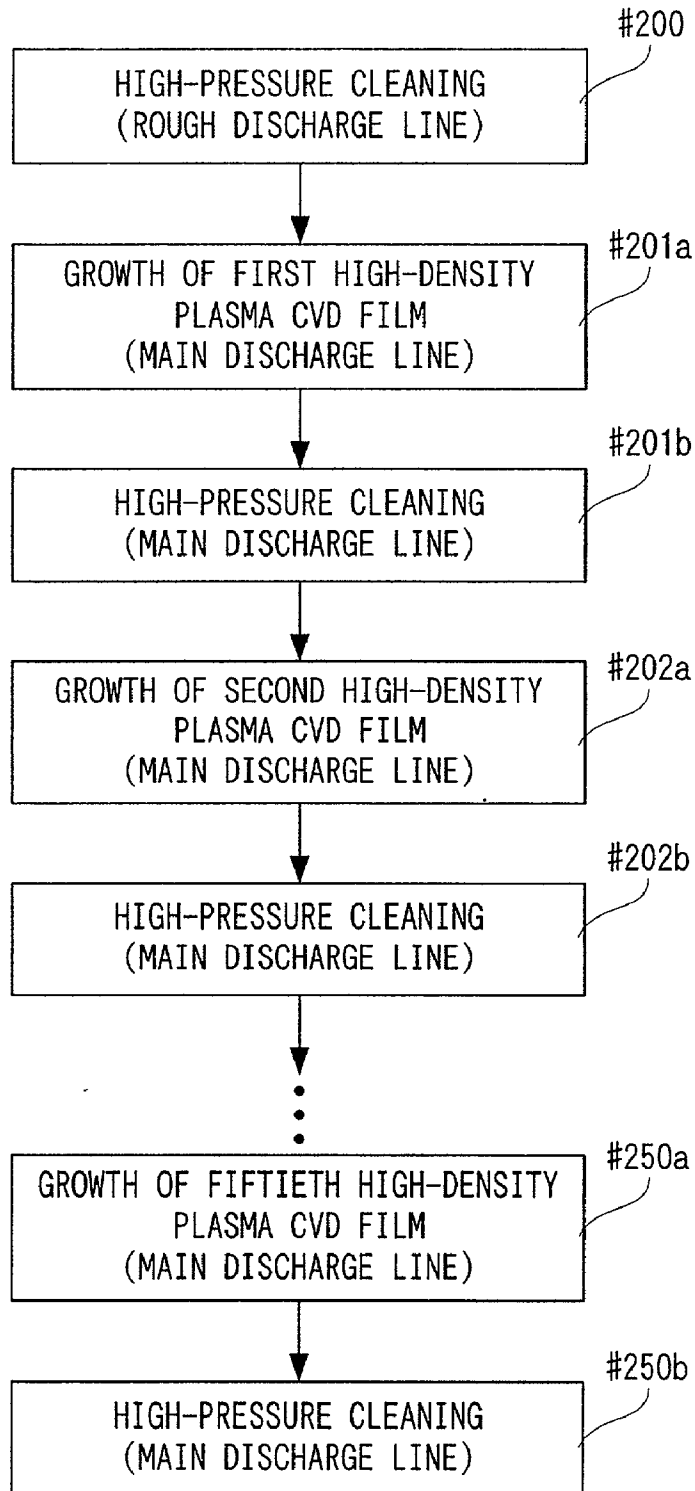 #200
HIGH-PRESSURE CLEANING
(ROUGH DISCHARGE LINE)
#201a
GROWTH OF FIRST HIGH-DENSITY
PLASMA CVD FILM
(MAIN DISCHARGE LINE)
#201b
HIGH-PRESSURE CLEANING
(MAIN DISCHARGE LINE)
#202a
GROWTH OF SECOND HIGH-DENSITY
PLASMA CVD FILM
(MAIN DISCHARGE LINE)
#202b
HIGH-PRESSURE CLEANING
(MAIN DISCHARGE LINE)
#250a
GROWTH OF FIFTIETH HIGH-DENSITY
PLASMA CVD FILM
(MAIN DISCHARGE LINE)
#250b
HIGH-PRESSURE CLEANING
(MAIN DISCHARGE LINE)